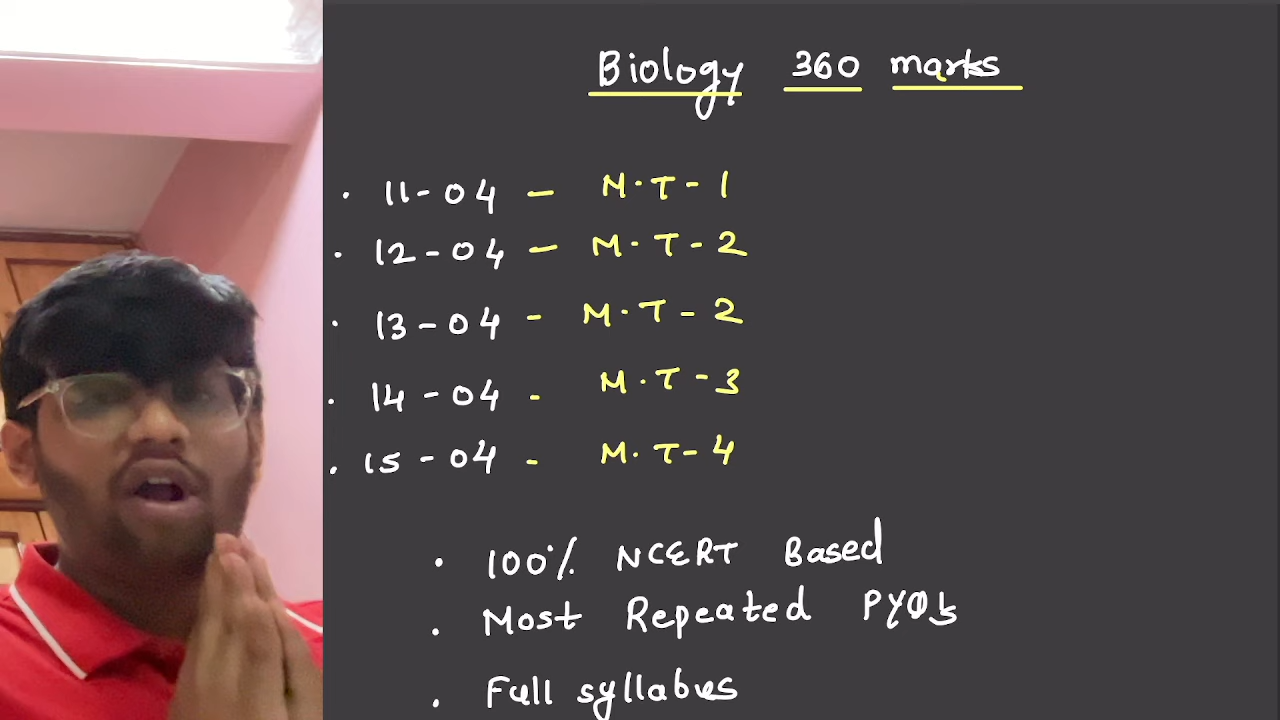 Biology 360 marks
· 11-04 - M.T-1
· 12-04 - M.T-2
· 13-04 - M.T-2
· 14-04 - M.T-3
· 15-04 - M.T-4
· 100% NCERT Based
· Most Repeated PYQs
· Full syllabus